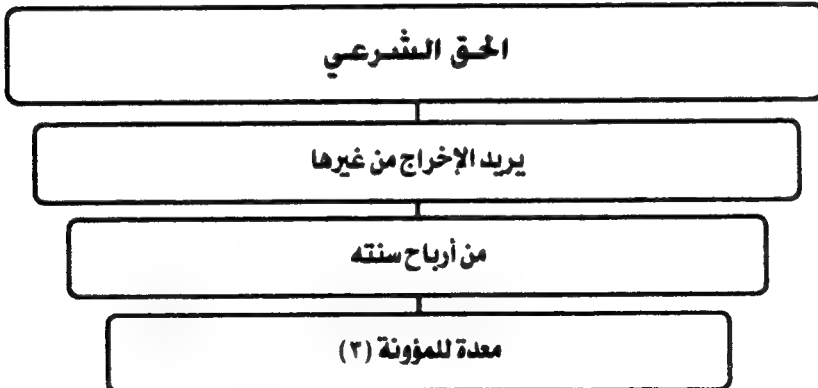 الحق الشرعي
يريد الإخراج من غيرها
من أرباح سنته
معدة للمؤونة (٣)